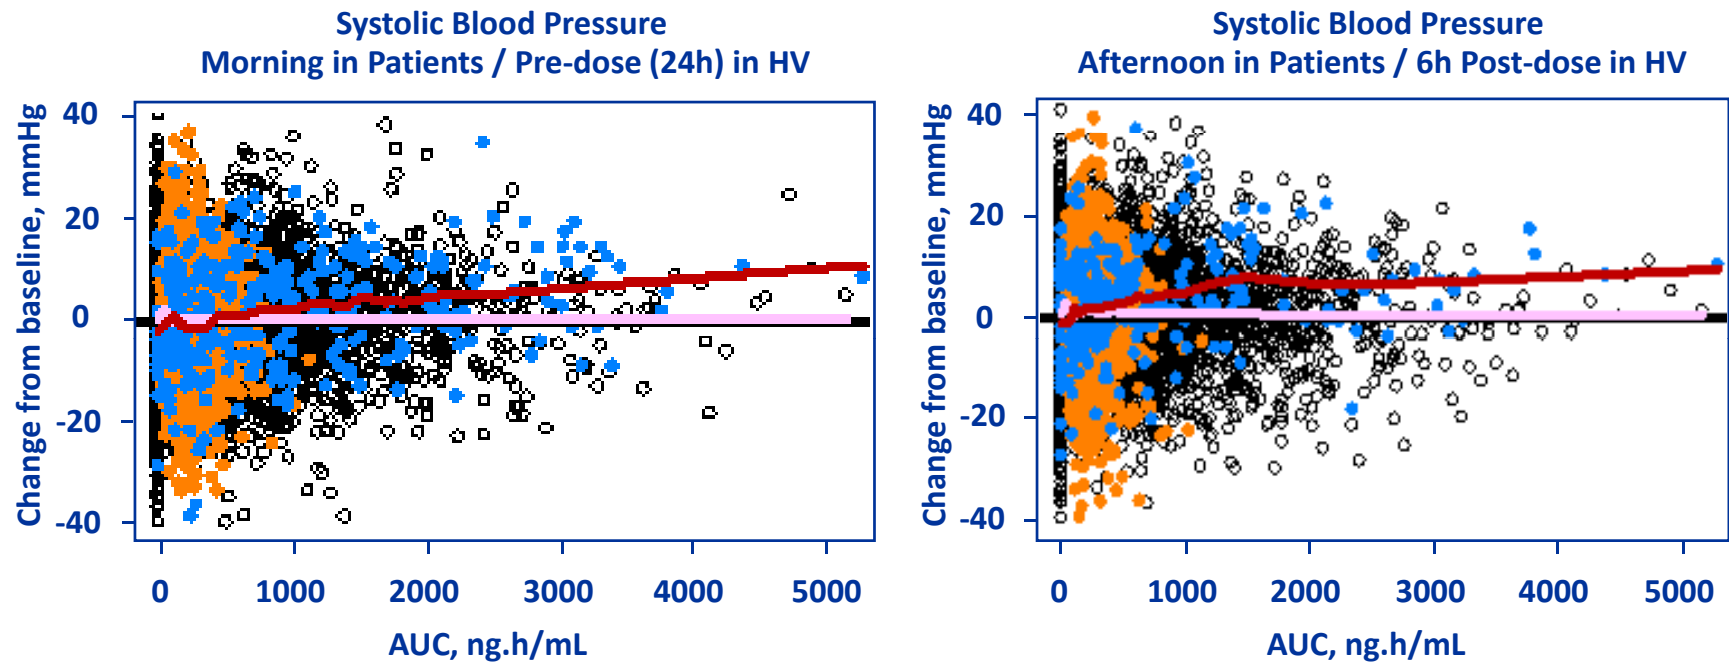 Systolic Blood Pressure
Morning in Patients / Pre-dose (24h) in HV
Change from baseline, mmHg
40
20
0
-20
-40
0 1000 2000 3000 4000 5000
AUC, ng.h/mL
Systolic Blood Pressure
Afternoon in Patients / 6h Post-dose in HV
Change from baseline, mmHg
40
20
0
-20
-40
0 1000 2000 3000 4000 5000
AUC, ng.h/mL